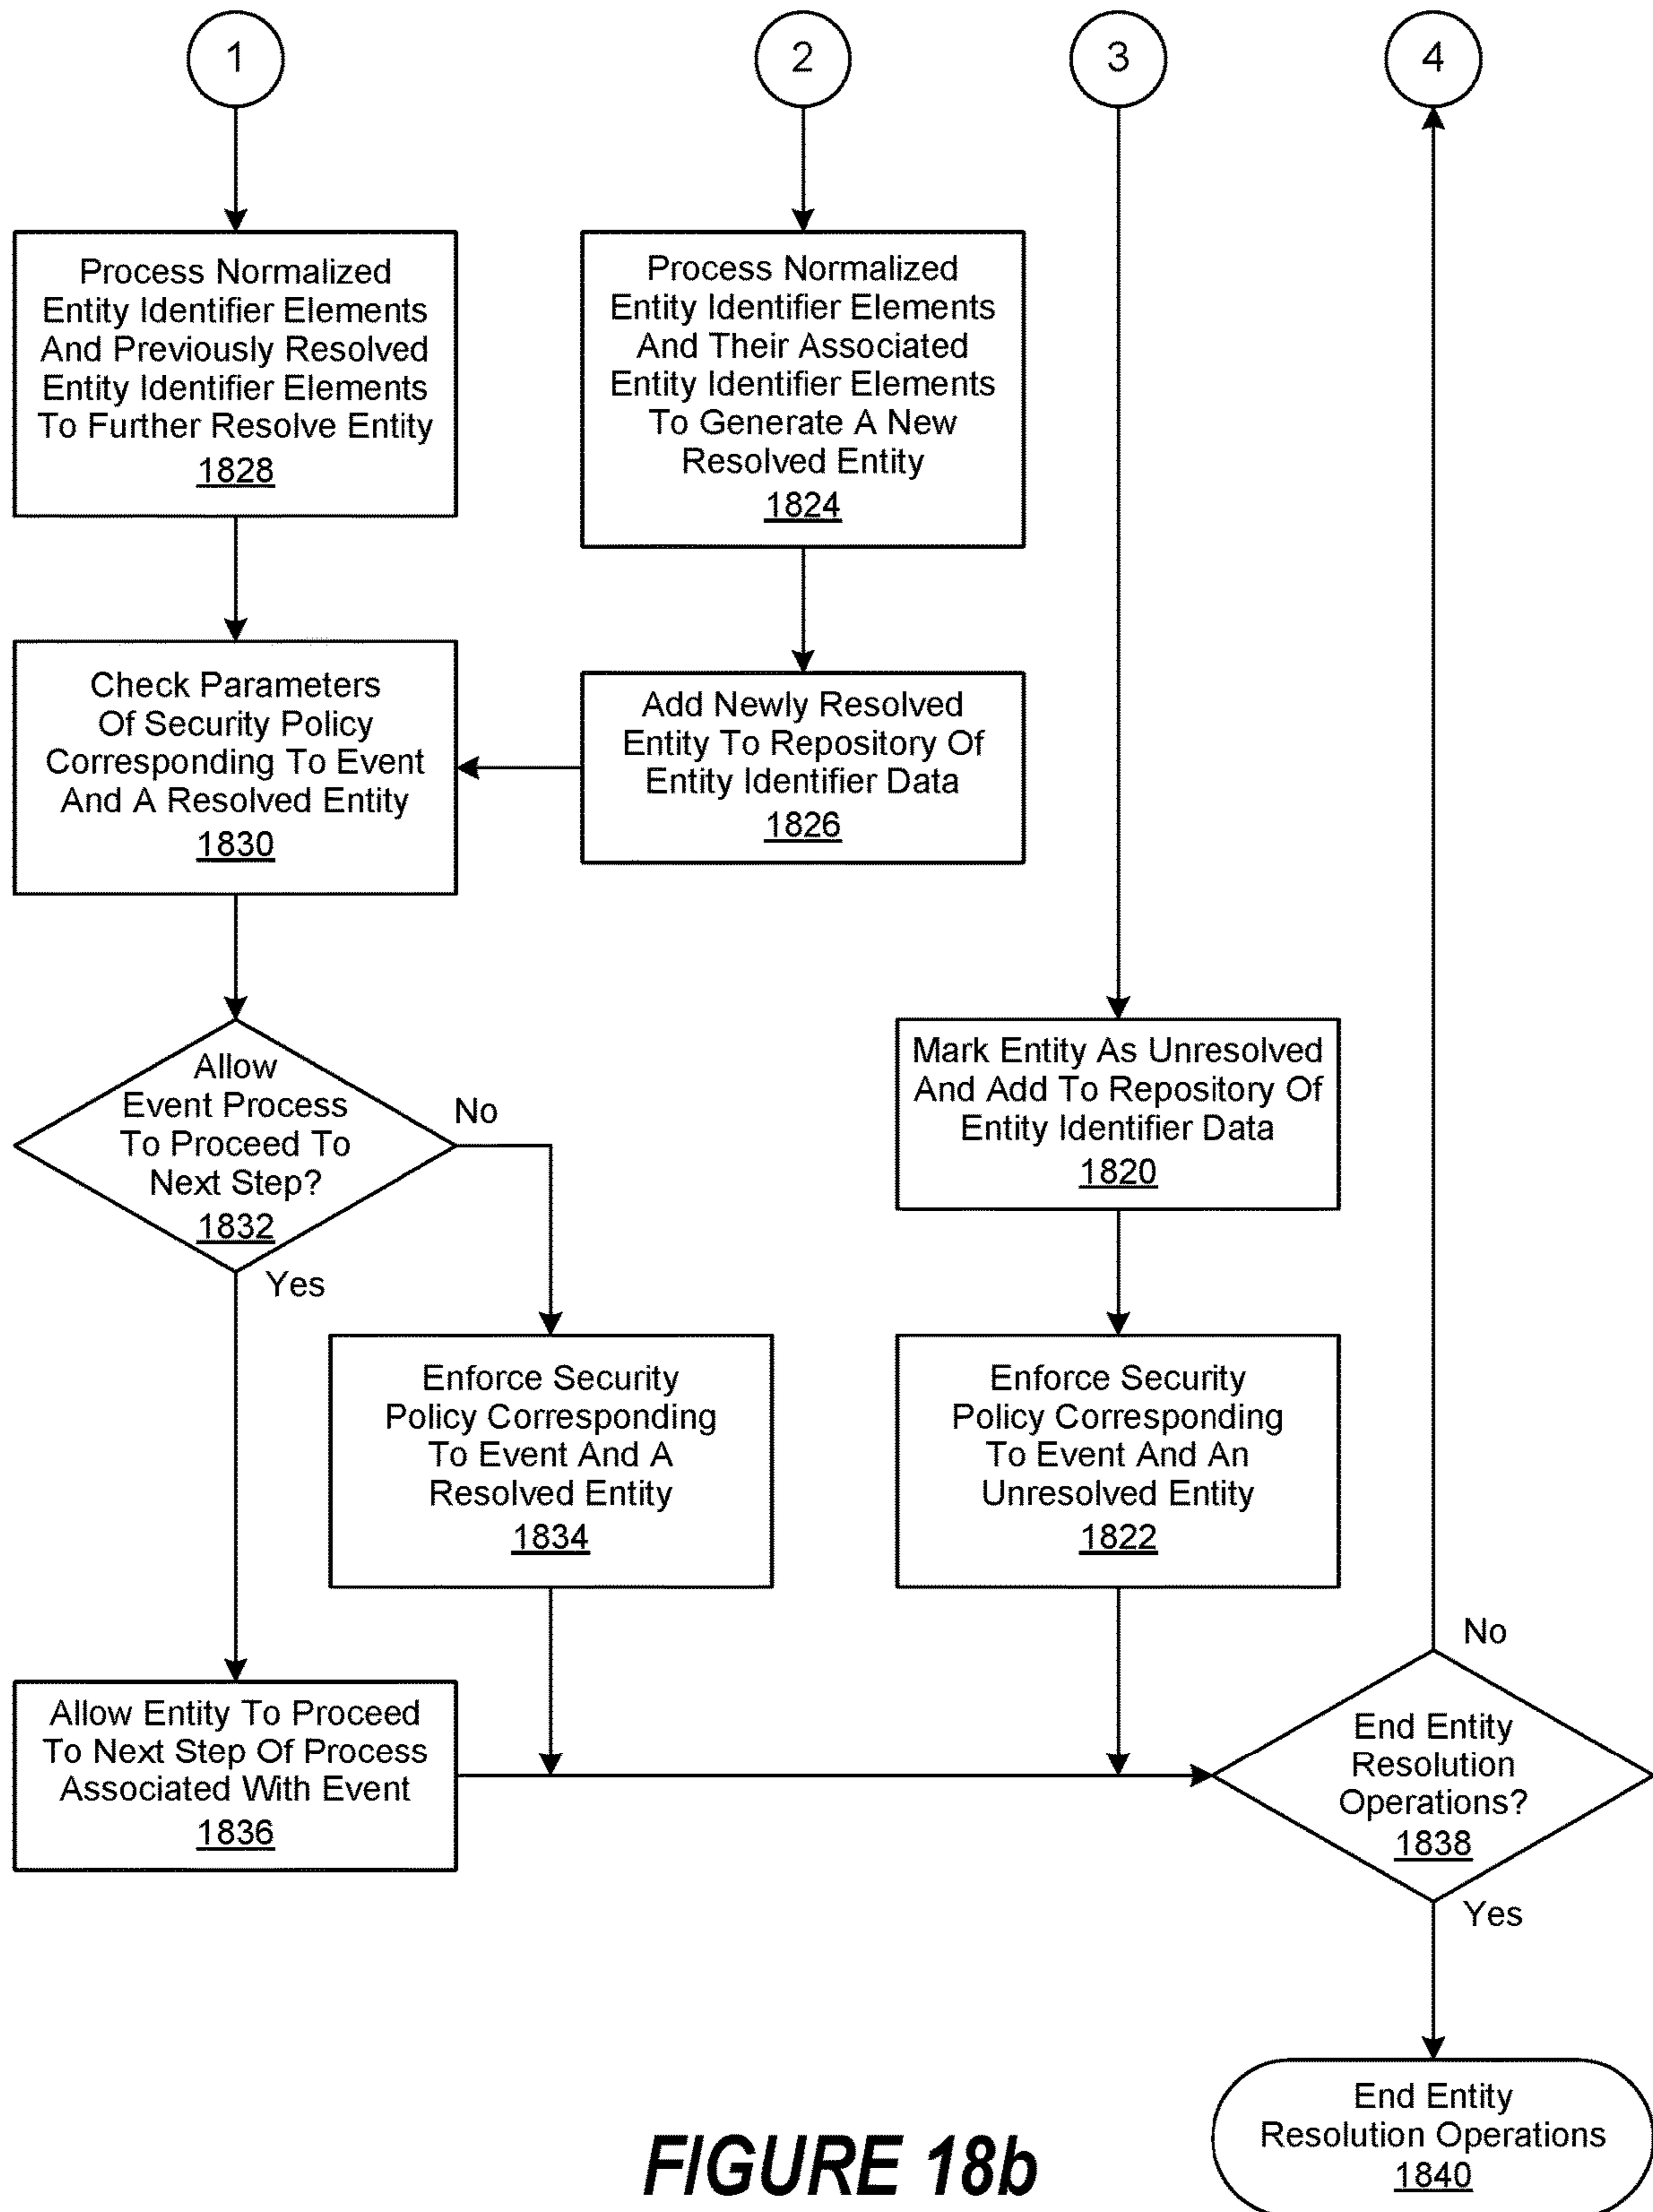 1
2
3
4
Process Normalized
Entity Identifier Elements
And Previously Resolved
Entity Identifier Elements
To Further Resolve Entity
1828
Process Normalized
Entity Identifier Elements
And Their Associated
Entity Identifier Elements
To Generate A New
Resolved Entity
1824
Check Parameters
Of Security Policy
Corresponding To Event
And A Resolved Entity
1830
Add Newly Resolved
Entity To Repository Of
Entity Identifier Data
1826
Allow
Event Process
To Proceed To
Next Step?
1832
No
Yes
Mark Entity As Unresolved
And Add To Repository Of
Entity Identifier Data
1820
Enforce Security
Policy Corresponding
To Event And A
Resolved Entity
1834
Enforce Security
Policy Corresponding
To Event And An
Unresolved Entity
1822
Allow Entity To Proceed
To Next Step Of Process
Associated With Event
1836
No
End Entity
Resolution
Operations?
1838
Yes
End Entity
Resolution Operations
1840
FIGURE 18b